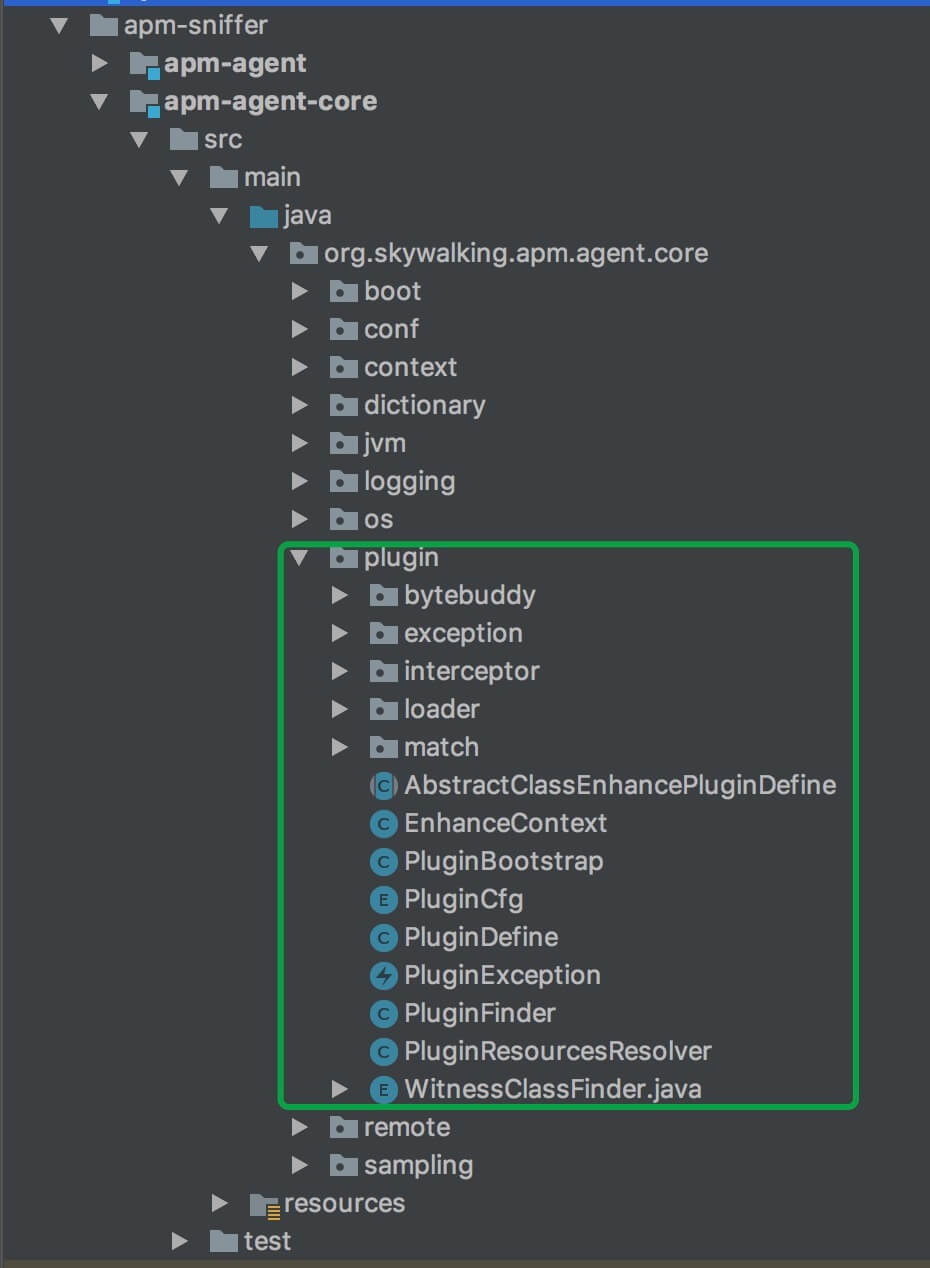 apm-sniffer
apm-agent
apm-agent-core
src
main
java
org.skywalking.apm.agent.core
boot
conf
context
dictionary
jvm
logging
os
plugin
bytebuddy
exception
interceptor
loader
match
C AbstractClassEnhancePluginDefine
C EnhanceContext
C PluginBootstrap
E PluginCfg
C PluginDefine
PluginException
C PluginFinder
C PluginResourcesResolver
E WitnessClassFinder.java
remote
sampling
resources
test